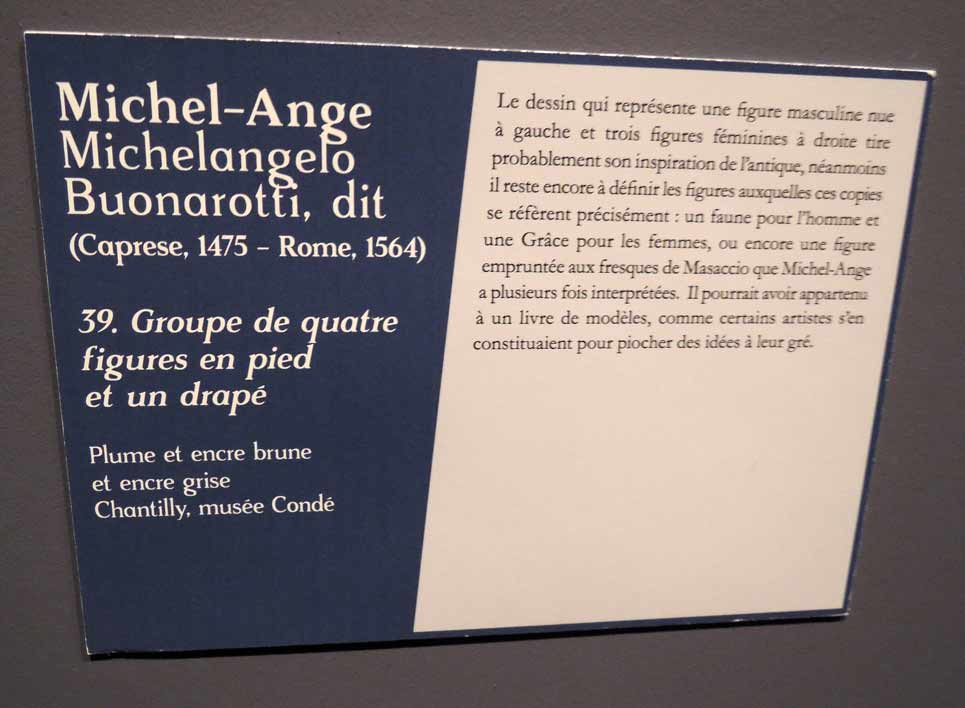 Michel-Ange
Michelangelo
Buonarotti, dit
(Caprese, 1475 – Rome, 1564)
39. Groupe de quatre
figures en pied
et un drapé
Plume et encre brune
et encre grise
Chantilly, musée Condé
Le dessin qui représente une figure masculine nue
à gauche et trois figures féminines à droite tire
probablement son inspiration de l'antique, néanmoins
il reste encore à définir les figures auxquelles ces copies
se réfèrent précisément : un faune pour l'homme et
une Grâce pour les femmes, ou encore une figure
empruntée aux fresques de Masaccio que Michel-Ange
a plusieurs fois interprétées. Il pourrait avoir appartenu
à un livre de modèles, comme certains artistes s'en
constituaient pour piocher des idées à leur gré.